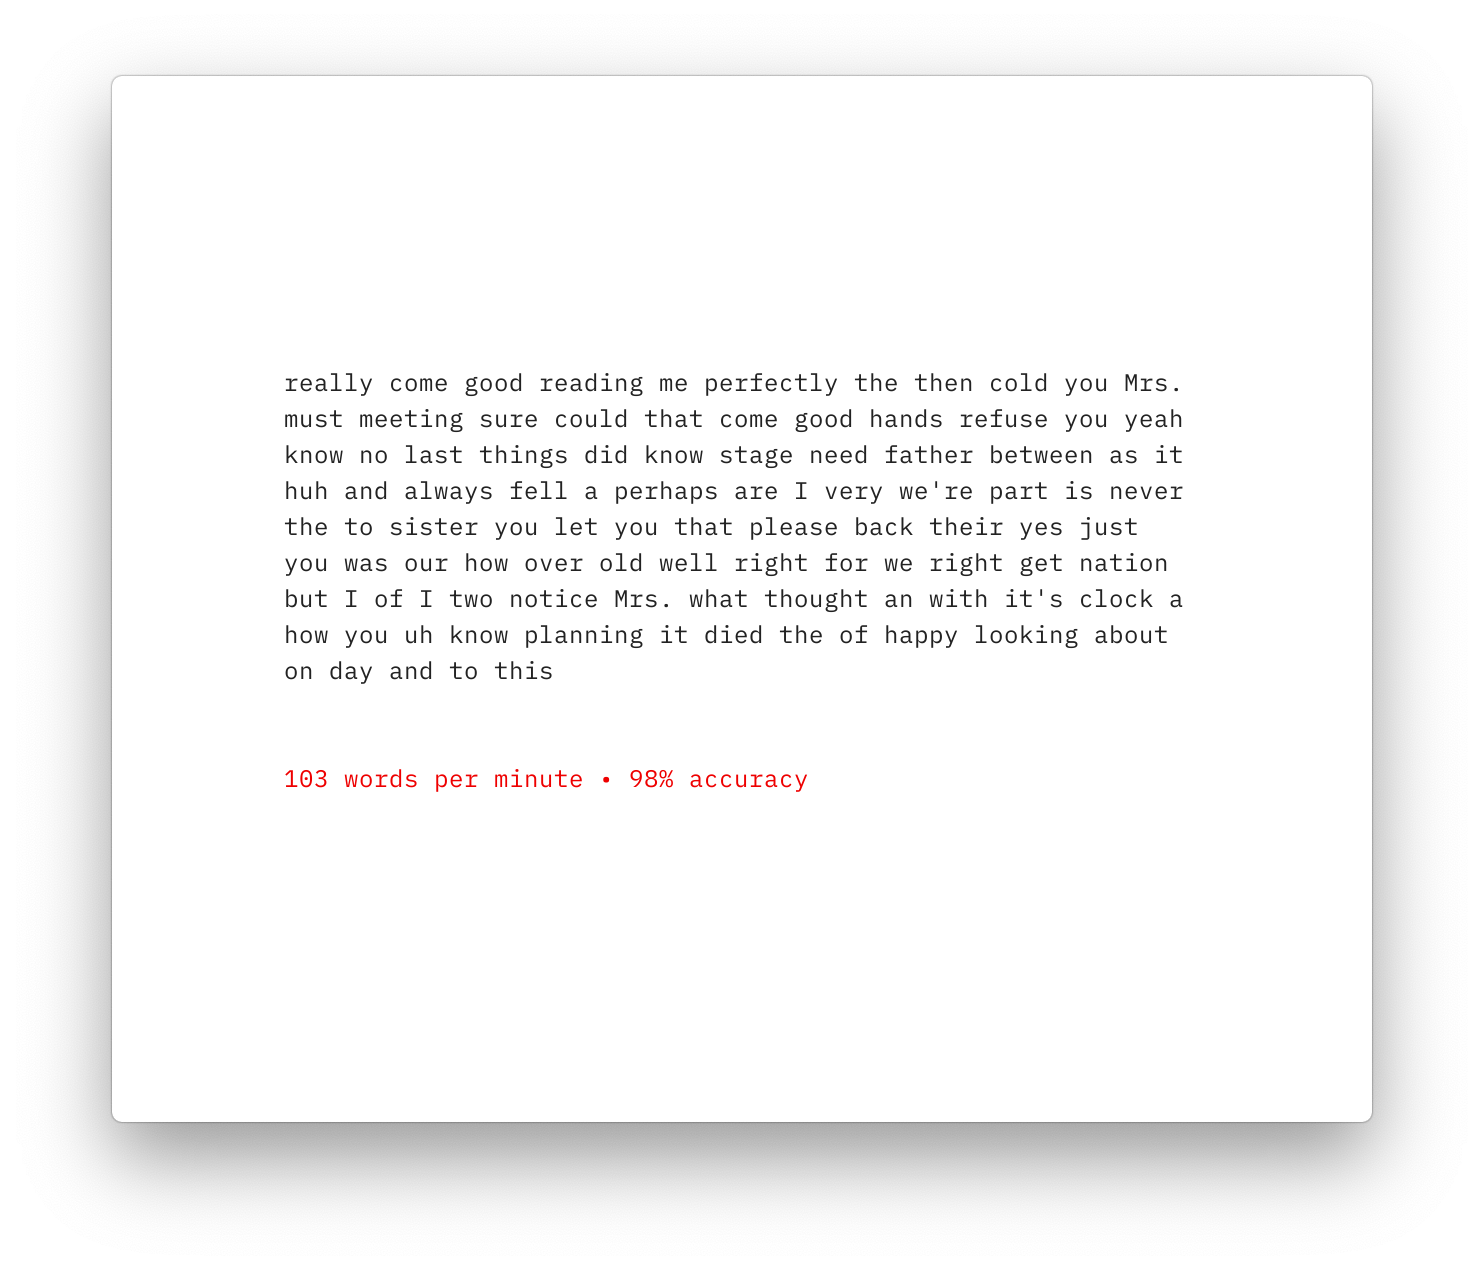 really come good reading me perfectly the then cold you Mrs.
must meeting sure could that come good hands refuse you yeah
know no last things did know stage need father between as it
huh and always fell a perhaps are I very we're part is never
the to sister you let you that please back their yes just
you was our how over old well right for we right get nation
but I of I two notice Mrs. what thought an with it's clock a
how you uh know planning it died the of happy looking about
on day and to this
103 words per minute • 98% accuracy